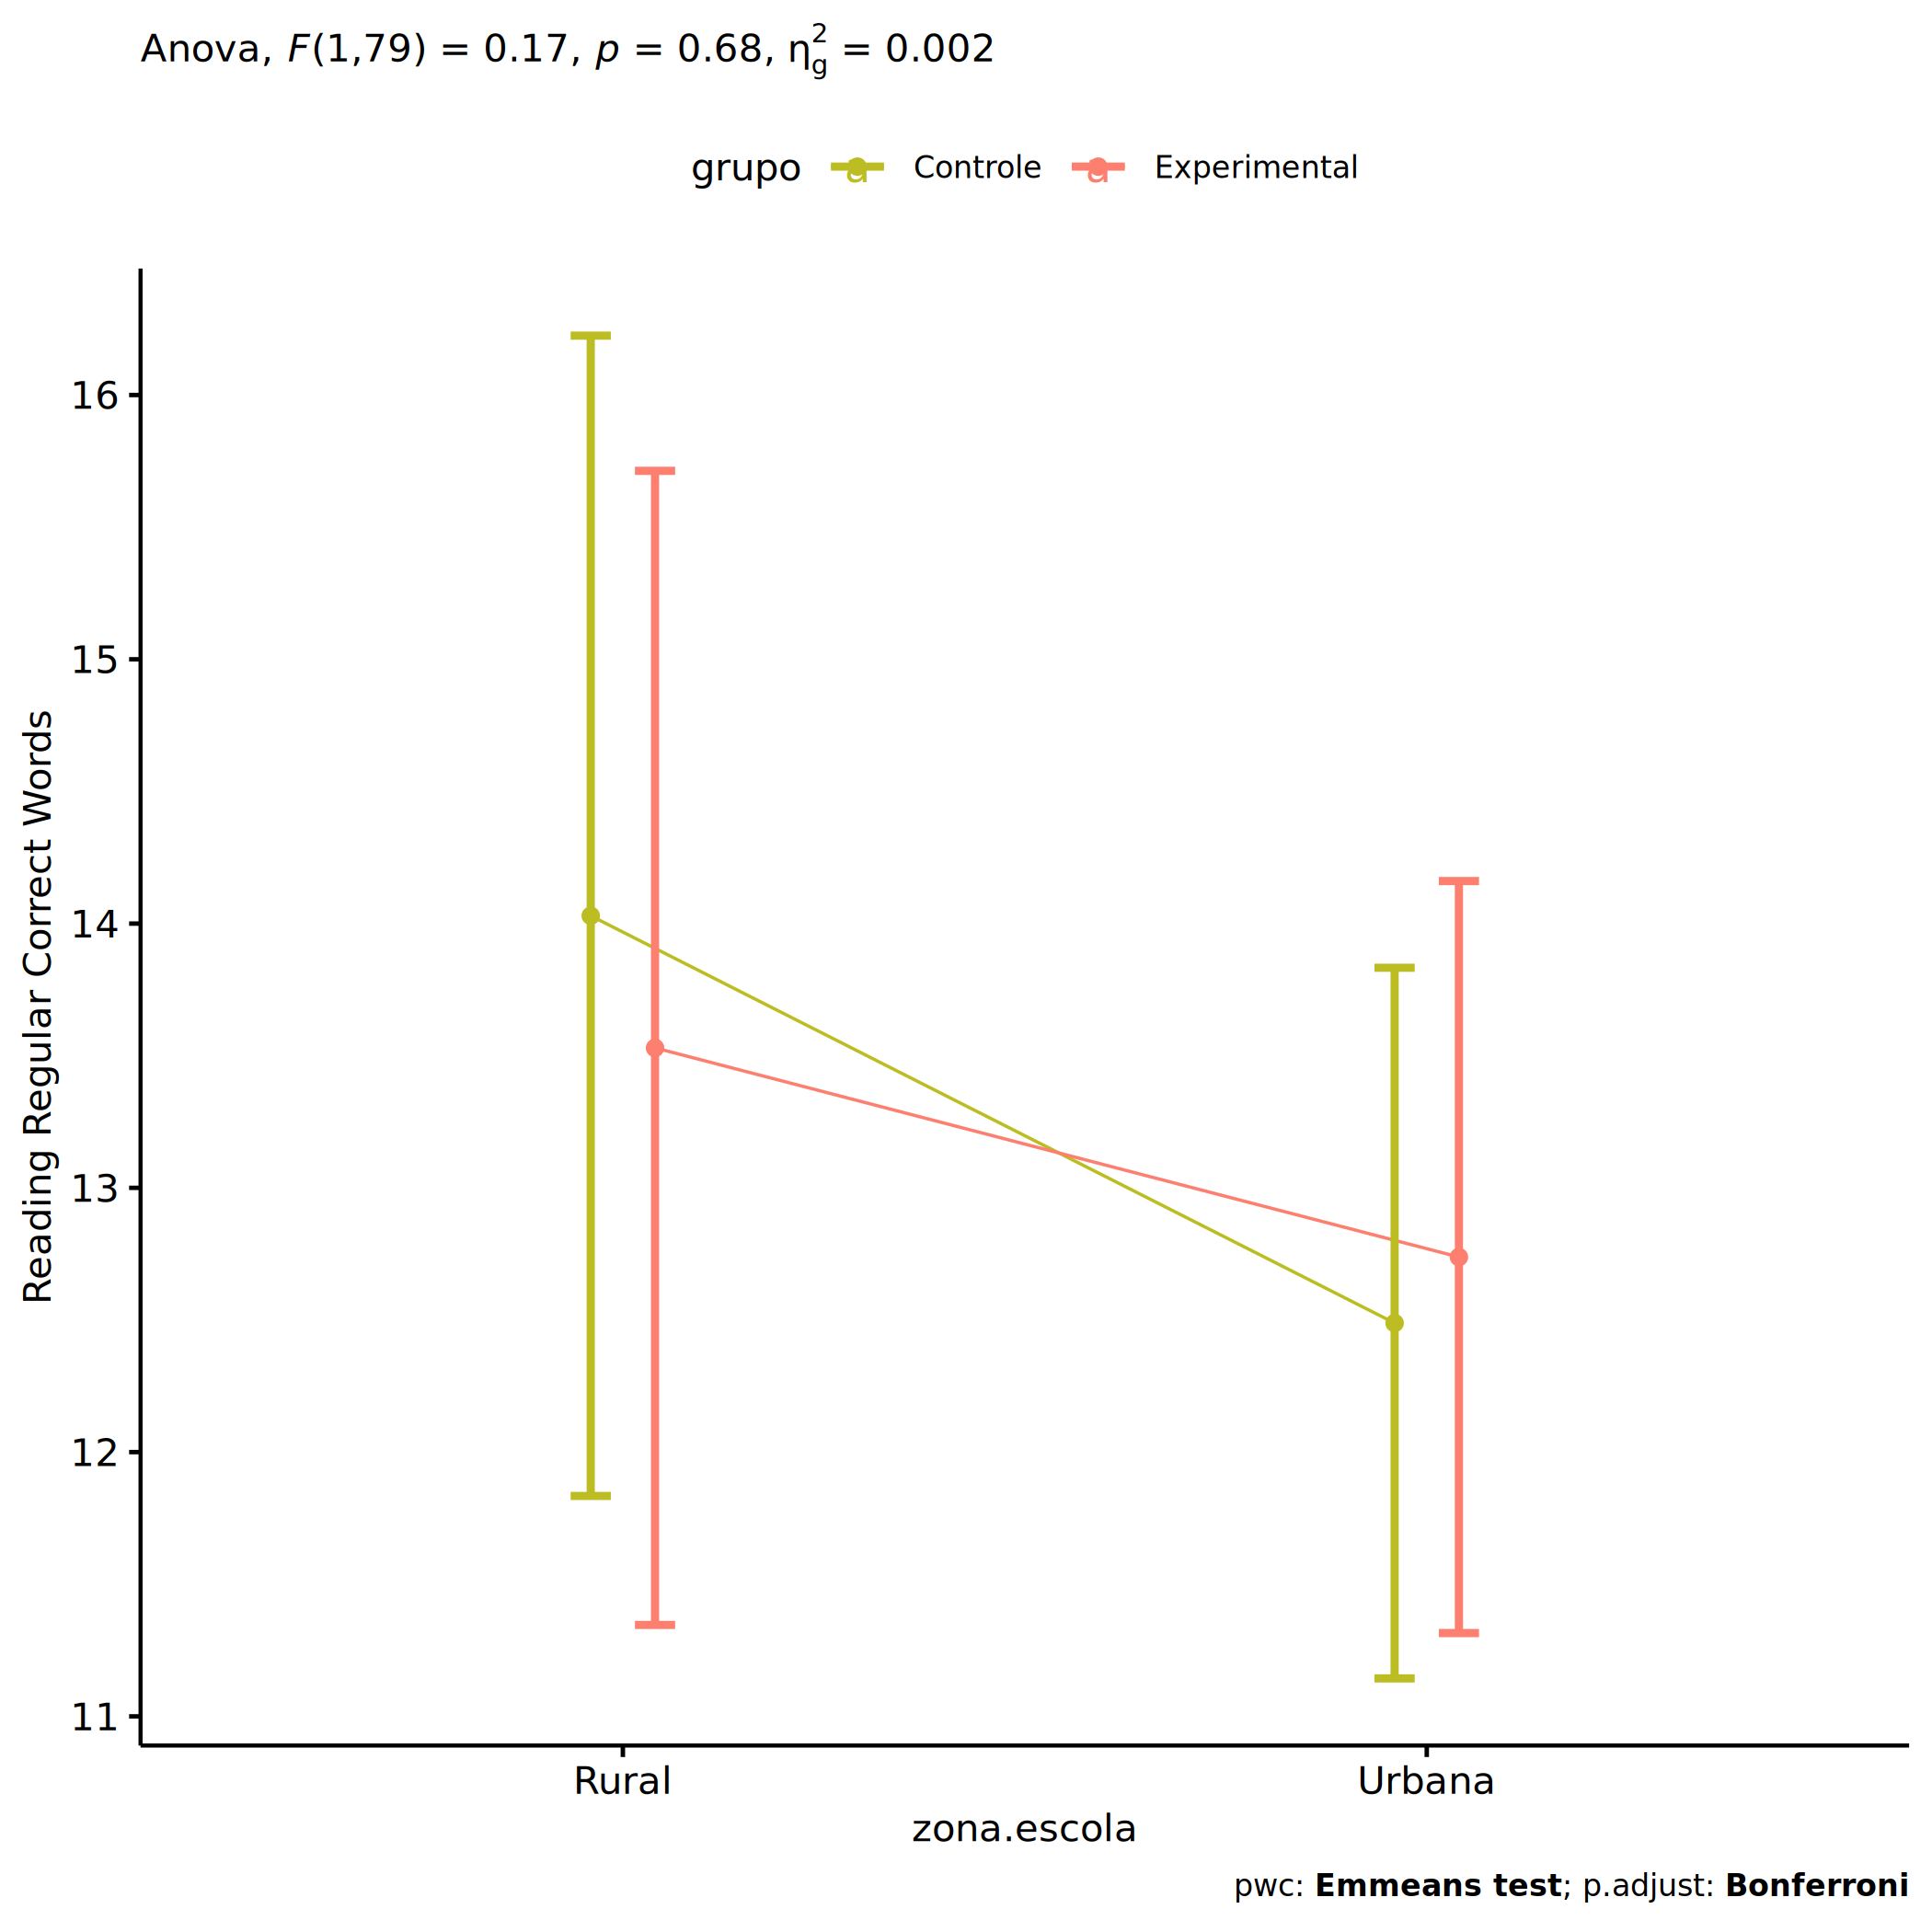 Anova, F(1,79) = 0.17, p = 0.68, η²g = 0.002
grupo a Controle a Experimental
16
15
14
13
12
11
Reading Regular Correct Words
Rural Urbana
zona.escola
pwc: Emmeans test; p.adjust: Bonferroni